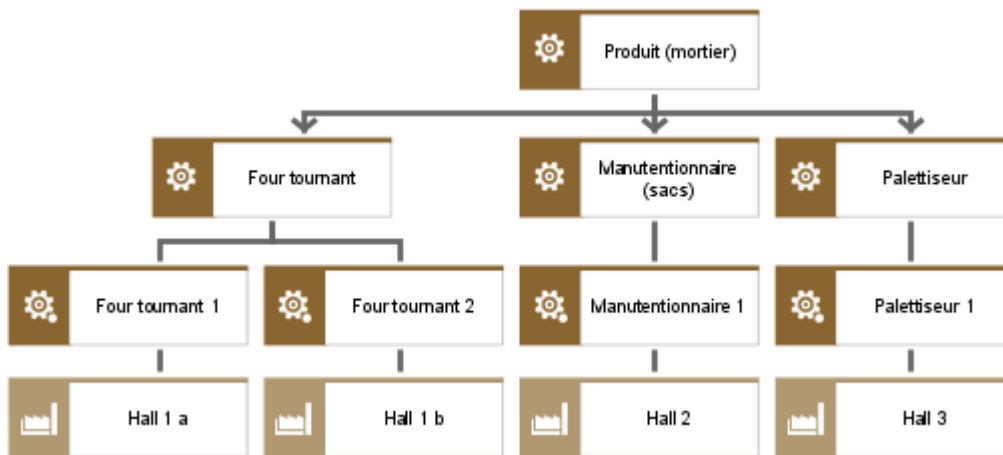 Produit (mortier)
Four tournant
Manutentionnaire
(sacs)
Palettiseur
Four tournant 1
Four tournant 2
Manutentionnaire 1
Palettiseur 1
Hall 1 a
Hall 1 b
Hall 2
Hall 3